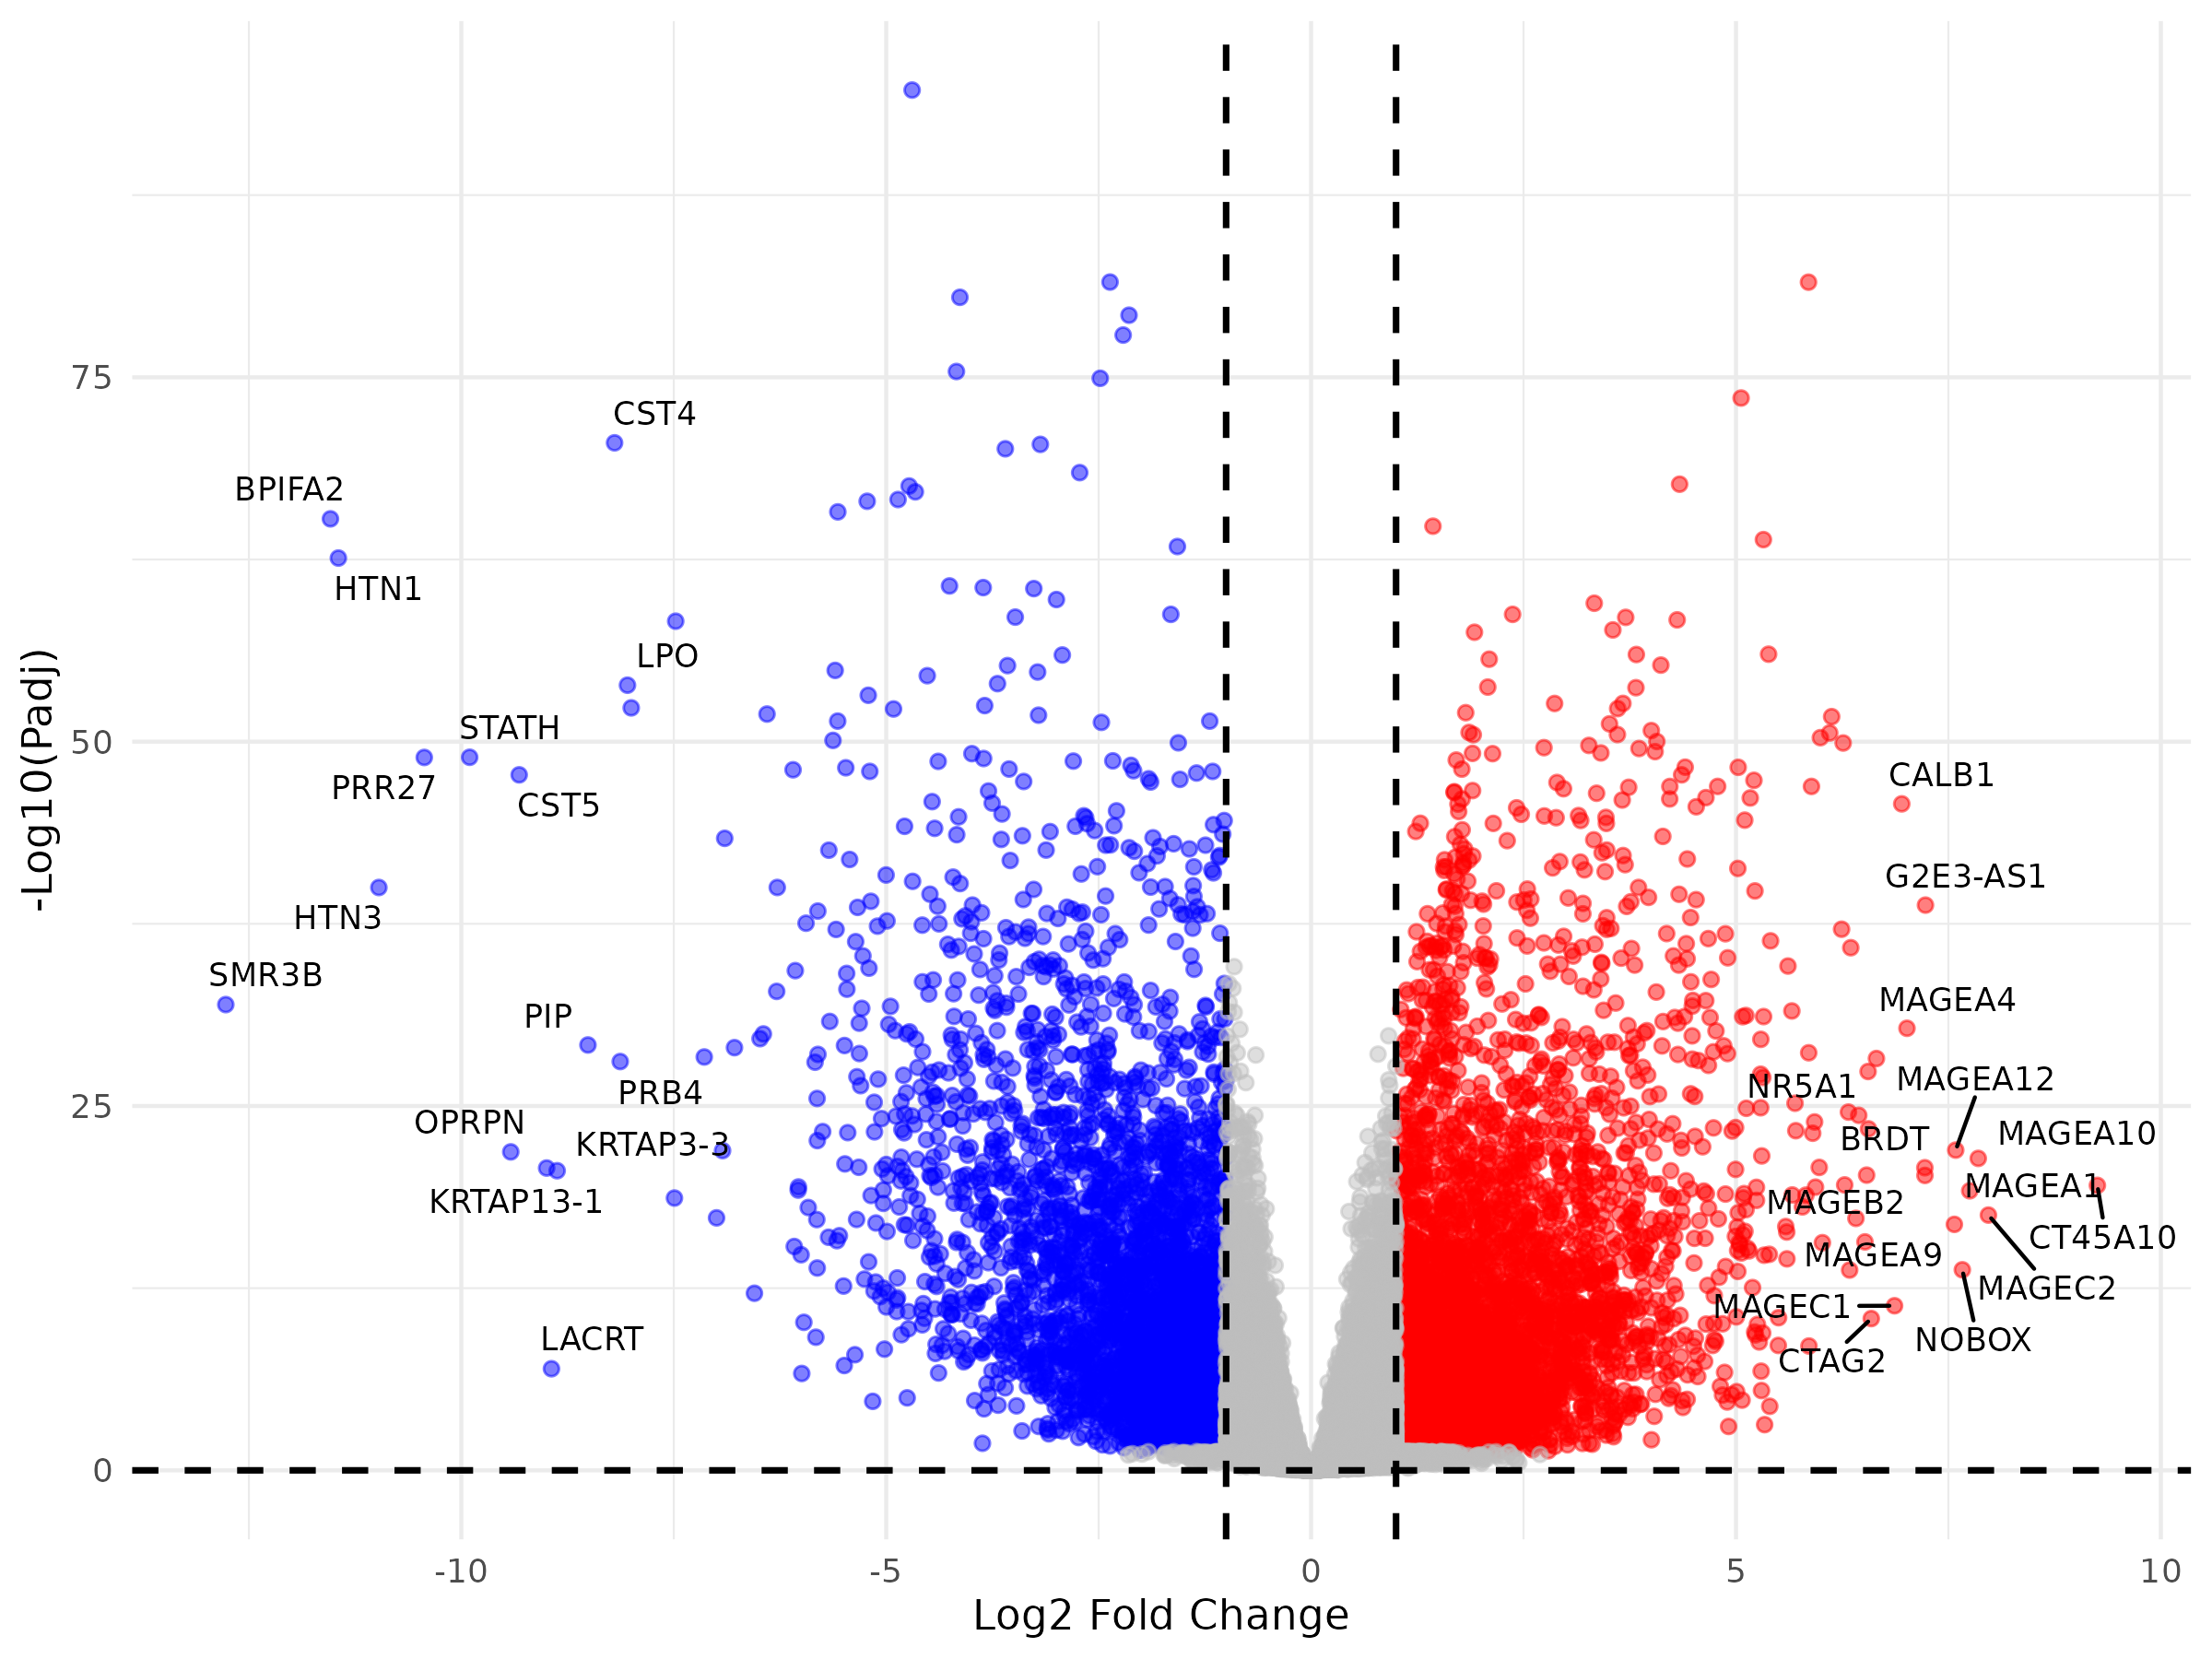 CST4
BPIFA2
HTN1
LPO
STATH
PRR27
CST5
CALB1
G2E3-AS1
HTN3
SMR3B
PIP
MAGEA4
PRB4
NR5A1
MAGEA12
OPRPN
KRTAP3-3
BRDT
MAGEA10
KRTAP13-1
MAGEB2
MAGEA1
MAGEA9
CT45A10
MAGEC2
MAGEC1
NOBOX
LACRT
CTAG2
75
50
25
0
-10
-5
0
5
10
-Log10(Padj)
Log2 Fold Change